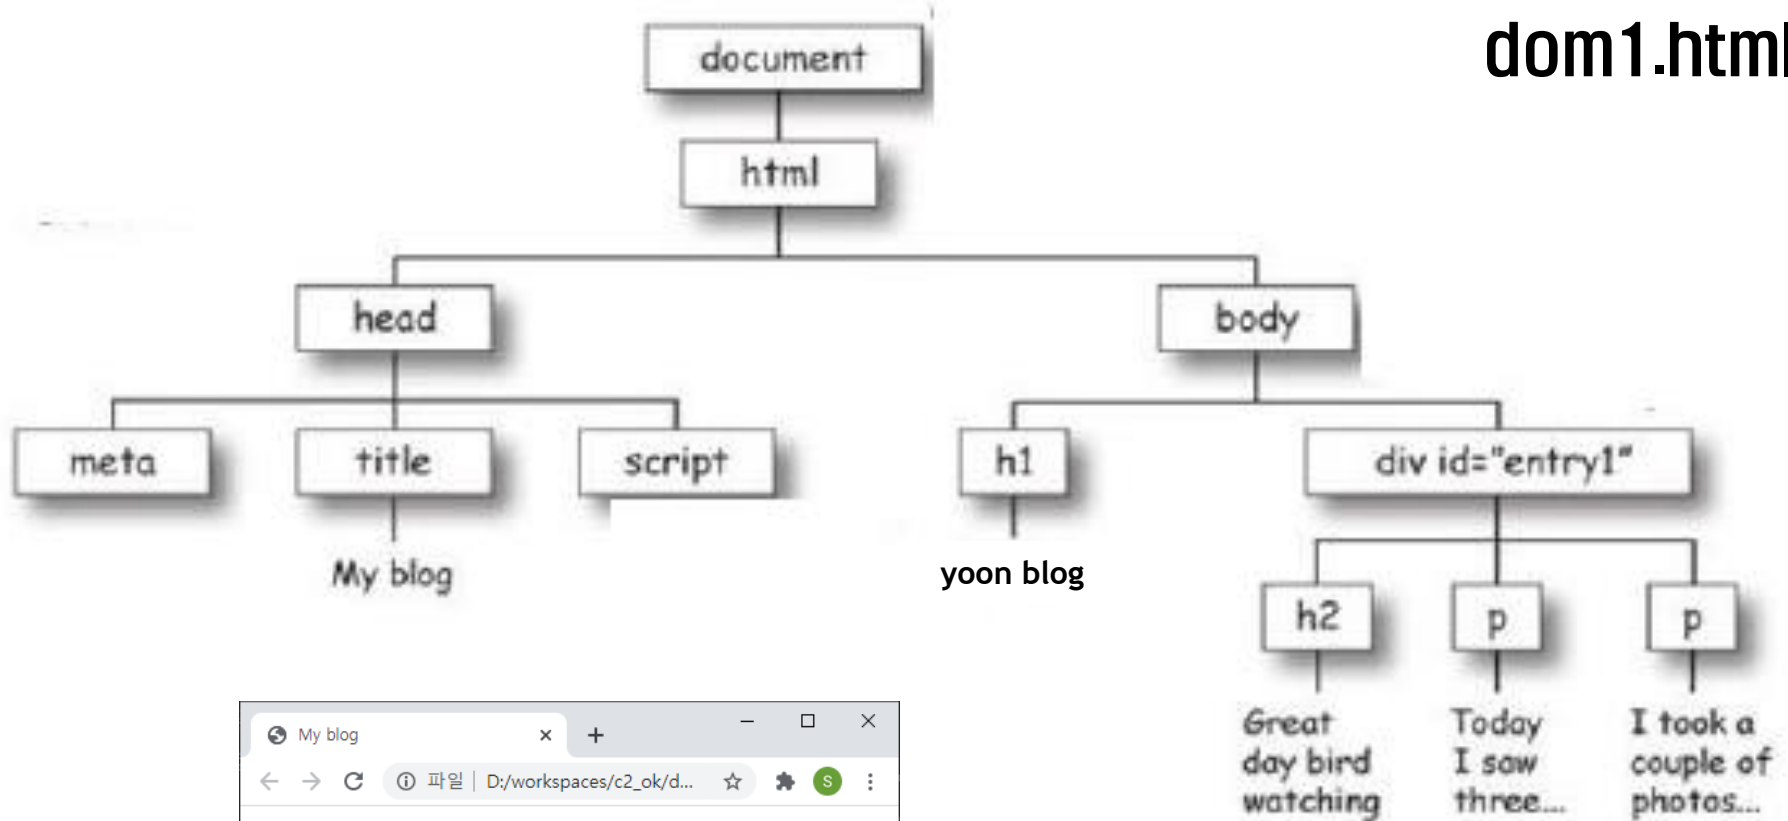 dom1.html
document
html
head
body
meta
title
script
h1
div id="entry1"
My blog
yoon blog
h2
p
p
Great
day bird
watching
Today
I saw
three...
I took a
couple of
photos...
My blog
파일 | D:/workspaces/c2_ok/d...
S